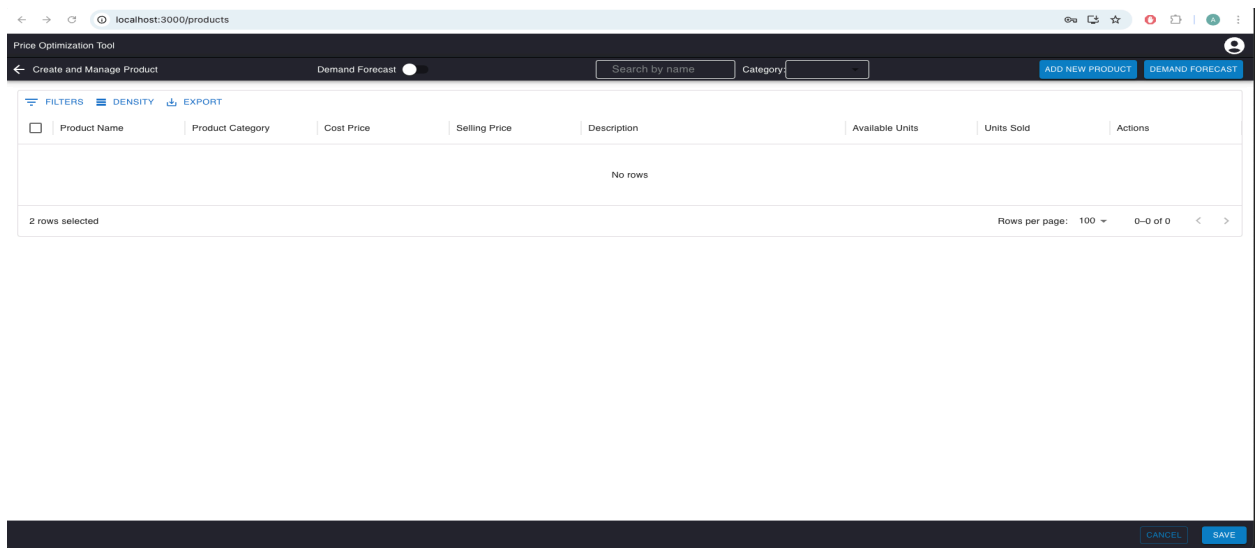 localhost:3000/products
A
Price Optimization Tool
Create and Manage Product Demand Forecast Search by name Category: ADD NEW PRODUCT DEMAND FORECAST
FILTERS DENSITY EXPORT
Product Name Product Category Cost Price Selling Price Description Available Units Units Sold Actions
No rows
2 rows selected Rows per page: 100 0–0 of 0
CANCEL SAVE